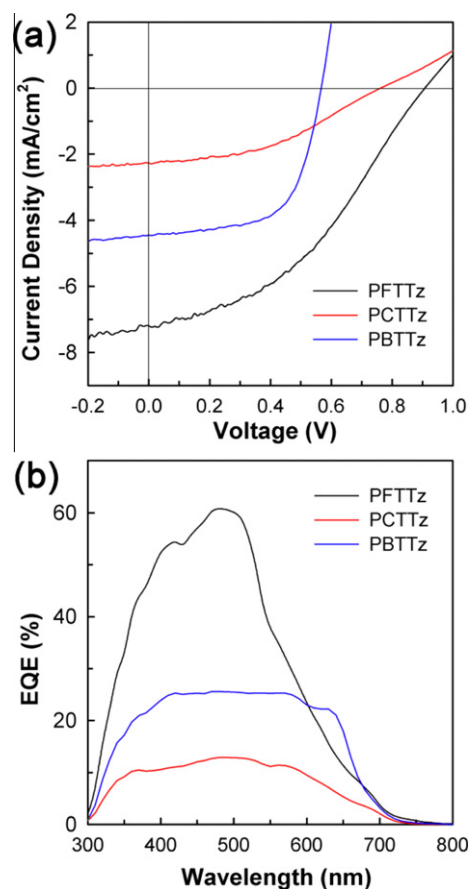 (a)
Current Density (mA/cm²)
2
0
-2
-4
-6
-8
PFTTz
PCTTz
PBTTz
-0.2 0.0 0.2 0.4 0.6 0.8 1.0
Voltage (V)
(b)
EQE (%)
60
40
20
0
PFTTz
PCTTz
PBTTz
300 400 500 600 700 800
Wavelength (nm)